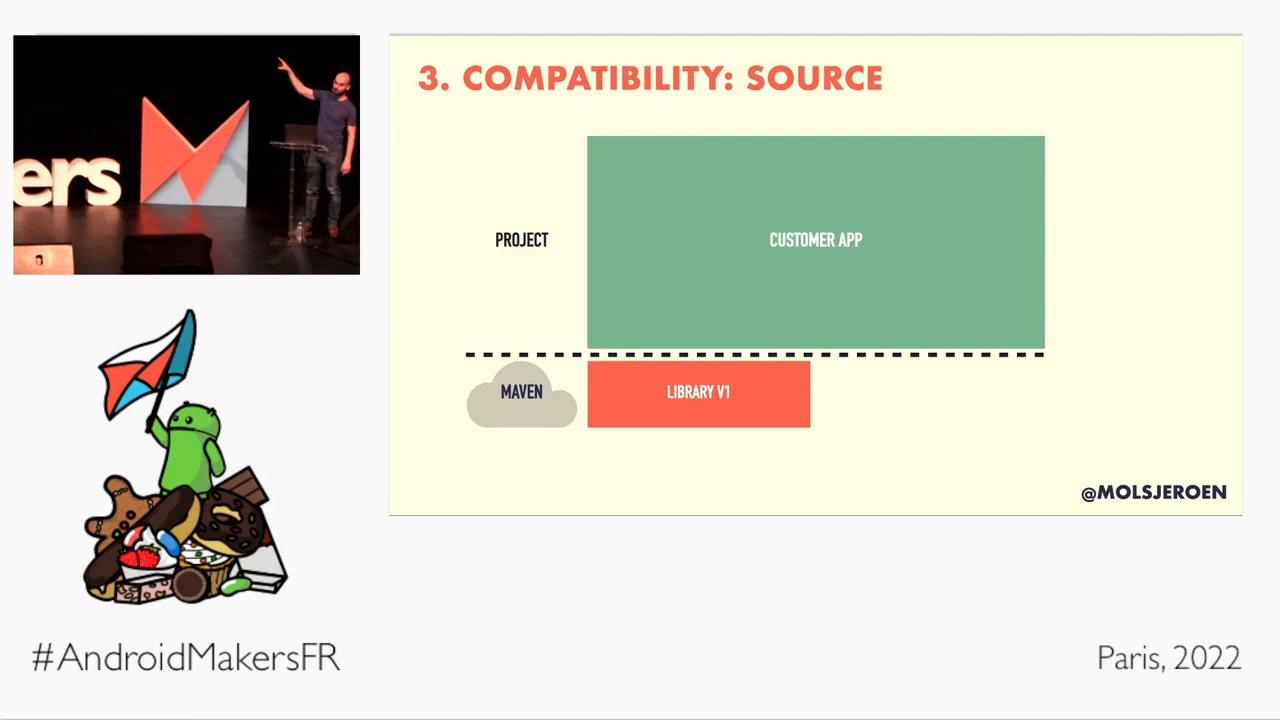 ers
3. COMPATIBILITY: SOURCE
PROJECT
CUSTOMER APP
MAVEN
LIBRARY V1
@MOLSJEROEN
#AndroidMakersFR
Paris, 2022